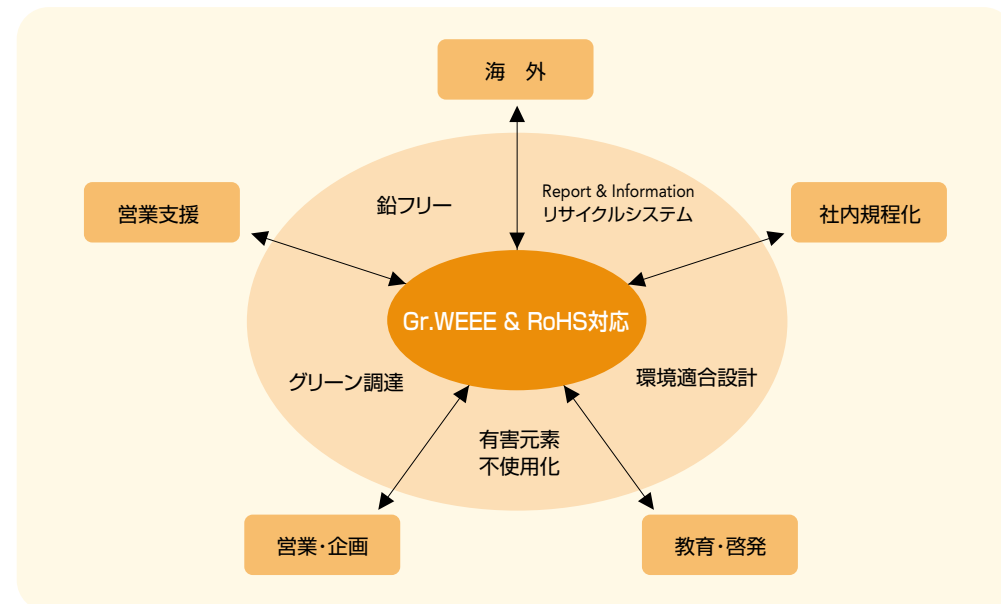 海　外
営業支援
鉛フリー
Report & Information
リサイクルシステム
社内規程化
Gr.WEEE & RoHS対応
グリーン調達
環境適合設計
有害元素
不使用化
営業・企画
教育・啓発